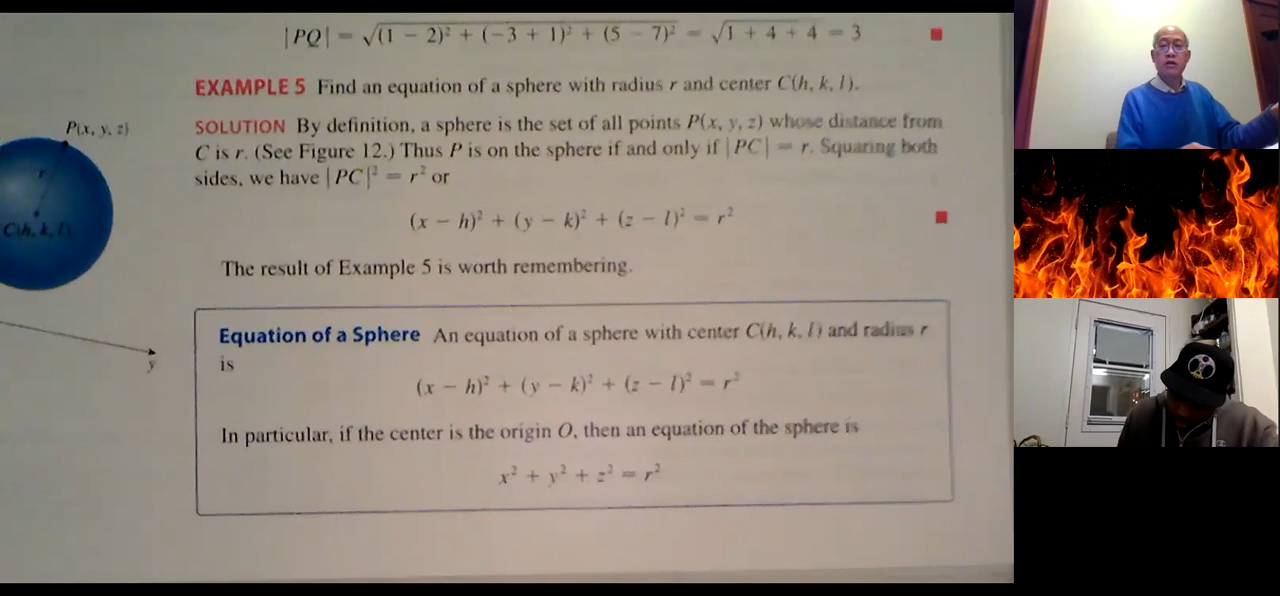 |PQ| = √(1 − 2)² + (−3 + 1)² + (5 − 7)² = √1 + 4 + 4 = 3
EXAMPLE 5 Find an equation of a sphere with radius r and center C(h, k, l).
P(x, y, z)
SOLUTION By definition, a sphere is the set of all points P(x, y, z) whose distance from
C is r. (See Figure 12.) Thus P is on the sphere if and only if |PC| = r. Squaring both
sides, we have |PC|² = r² or
r
C(h, k, l)
(x − h)² + (y − k)² + (z − l)² = r²
The result of Example 5 is worth remembering.
Equation of a Sphere An equation of a sphere with center C(h, k, l) and radius r
is
y
(x − h)² + (y − k)² + (z − l)² = r²
In particular, if the center is the origin O, then an equation of the sphere is
x² + y² + z² = r²